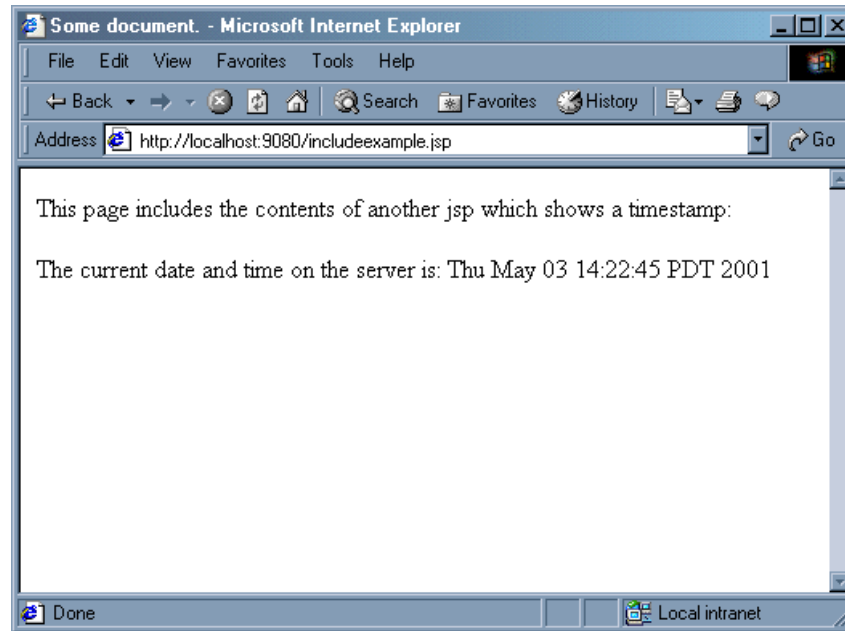 Some document. - Microsoft Internet Explorer
File Edit View Favorites Tools Help
Back Search Favorites History
Address http://localhost:9080/includeexample.jsp Go
This page includes the contents of another jsp which shows a timestamp:
The current date and time on the server is: Thu May 03 14:22:45 PDT 2001
Done Local intranet